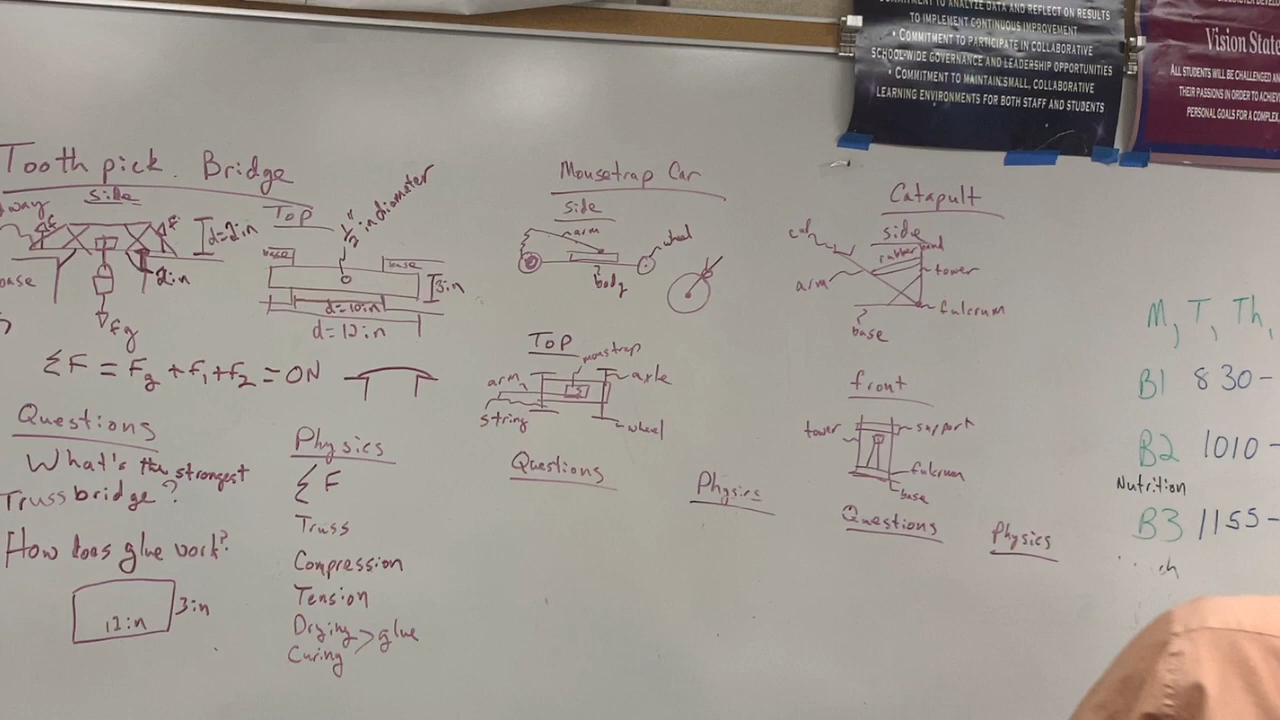 COMMITMENT TO ANALYZE DATA AND REFLECT ON RESULTS
TO IMPLEMENT CONTINUOUS IMPROVEMENT
• COMMITMENT TO PARTICIPATE IN COLLABORATIVE
SCHOOL-WIDE GOVERNANCE AND LEADERSHIP OPPORTUNITIES
• COMMITMENT TO MAINTAIN SMALL, COLLABORATIVE
LEARNING ENVIRONMENTS FOR BOTH STAFF AND STUDENTS
Vision State
ALL STUDENTS WILL BE CHALLENGED AN
THEIR PASSIONS IN ORDER TO ACHIEV
PERSONAL GOALS FOR A COMPLEX,
Toothpick Bridge
side
dway
d=2in
2in
base
Fg
Top
1/2" in diameter
base
base
3in
d=10in
d=12in
ΣF = Fg + f1 + f2 = 0N
Questions
What's the strongest
Truss bridge?
How does glue work?
12in
3in
Physics
ΣF
Truss
Compression
Tension
Drying
Curing > glue
Mousetrap Car
side
arm
wheel
body
Top
arm
axle
string
wheel
Questions
Physics
Catapult
side
rubber band
arm
tower
fulcrum
base
front
tower
support
fulcrum
base
Questions
Physics
M, T, Th,
B1 830-
B2 1010-
Nutrition
B3 1155-